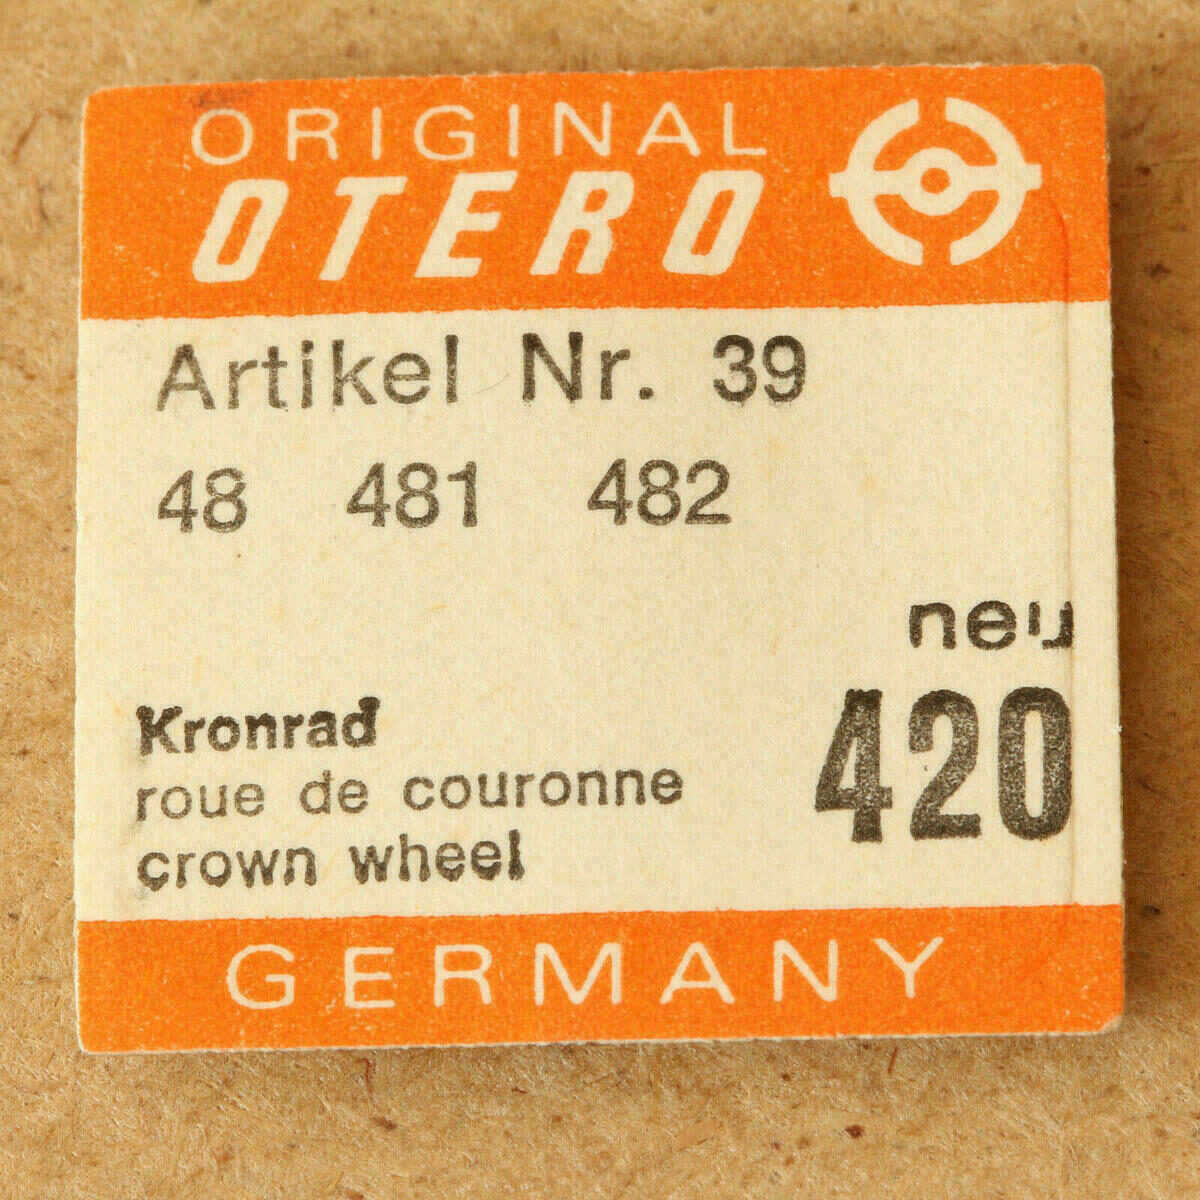 ORIGINAL
OTERO
Artikel Nr. 39
48 481 482
neu
420
Kronrad
roue de couronne
crown wheel
GERMANY